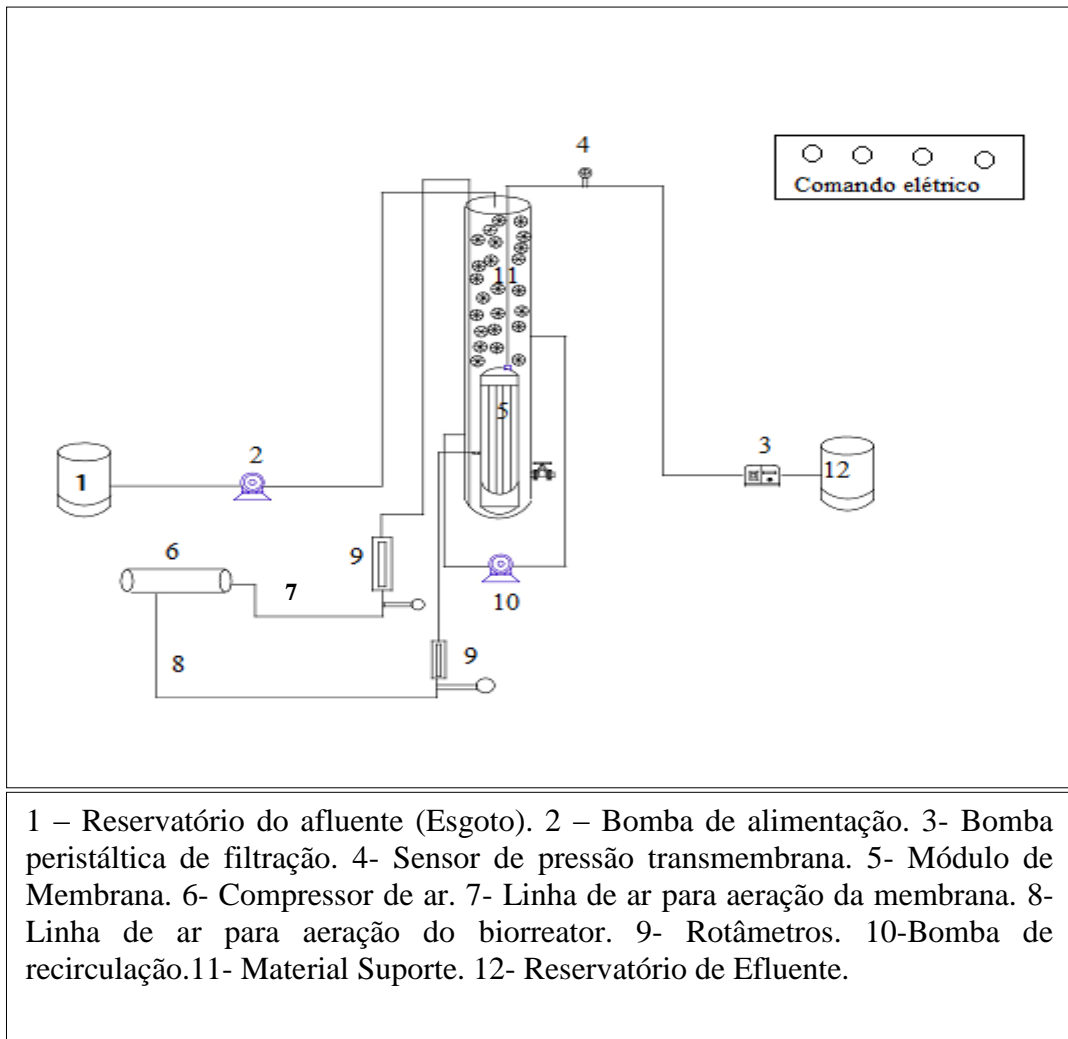 4
Comando elétrico
11
5
2
3
1
12
9
6
7
10
8
9
1 – Reservatório do afluente (Esgoto). 2 – Bomba de alimentação. 3- Bomba
peristáltica de filtração. 4- Sensor de pressão transmembrana. 5- Módulo de
Membrana. 6- Compressor de ar. 7- Linha de ar para aeração da membrana. 8-
Linha de ar para aeração do biorreator. 9- Rotâmetros. 10-Bomba de
recirculação.11- Material Suporte. 12- Reservatório de Efluente.